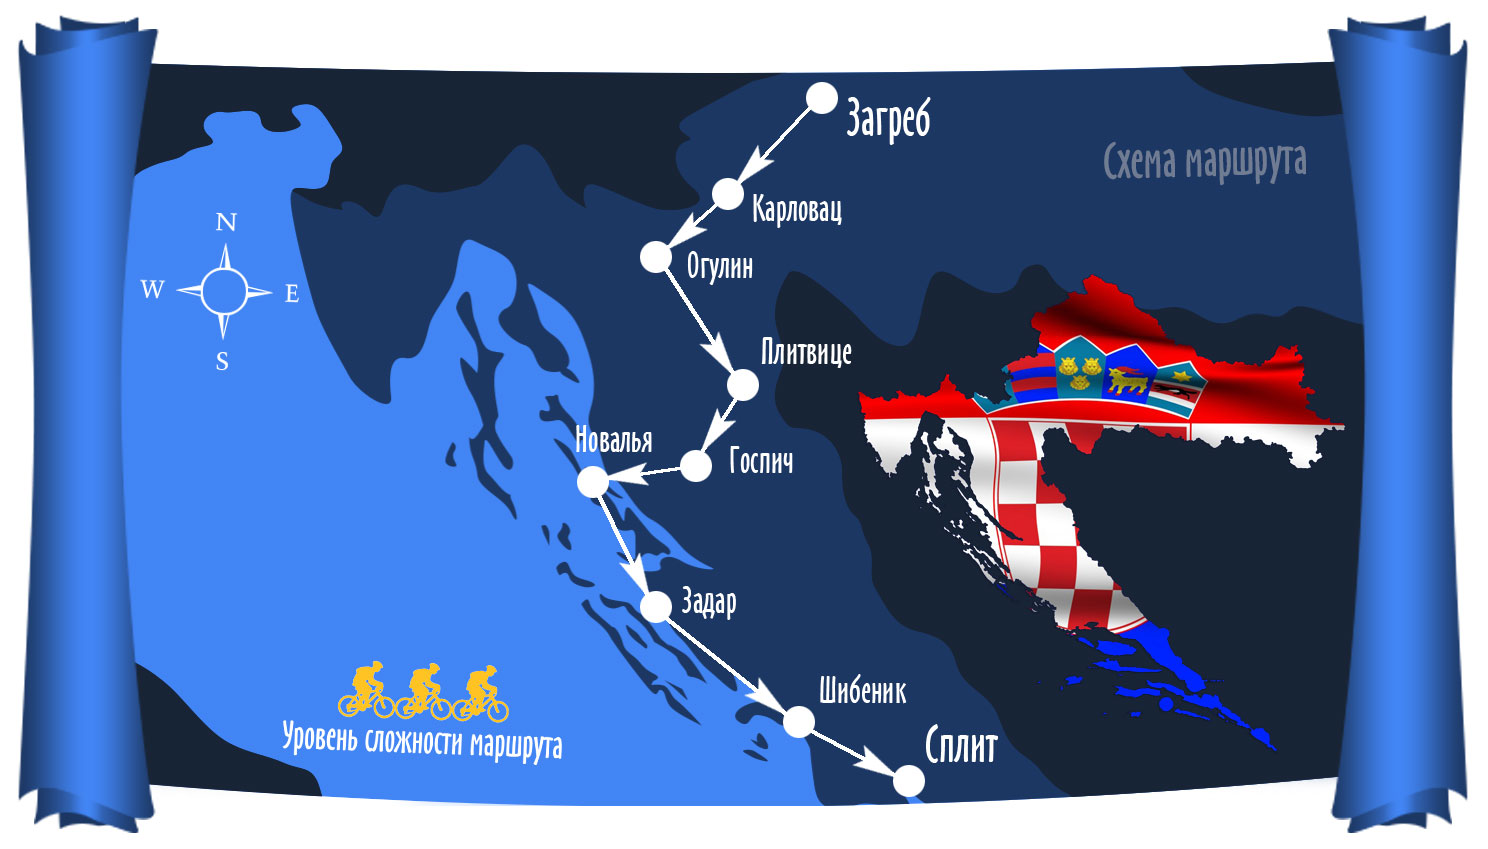 Загреб
Схема маршрута
Карловац
N
Огулин
W
E
S
Плитвице
Новалья
Госпич
Задар
Шибеник
Уровень сложности маршрута
Сплит